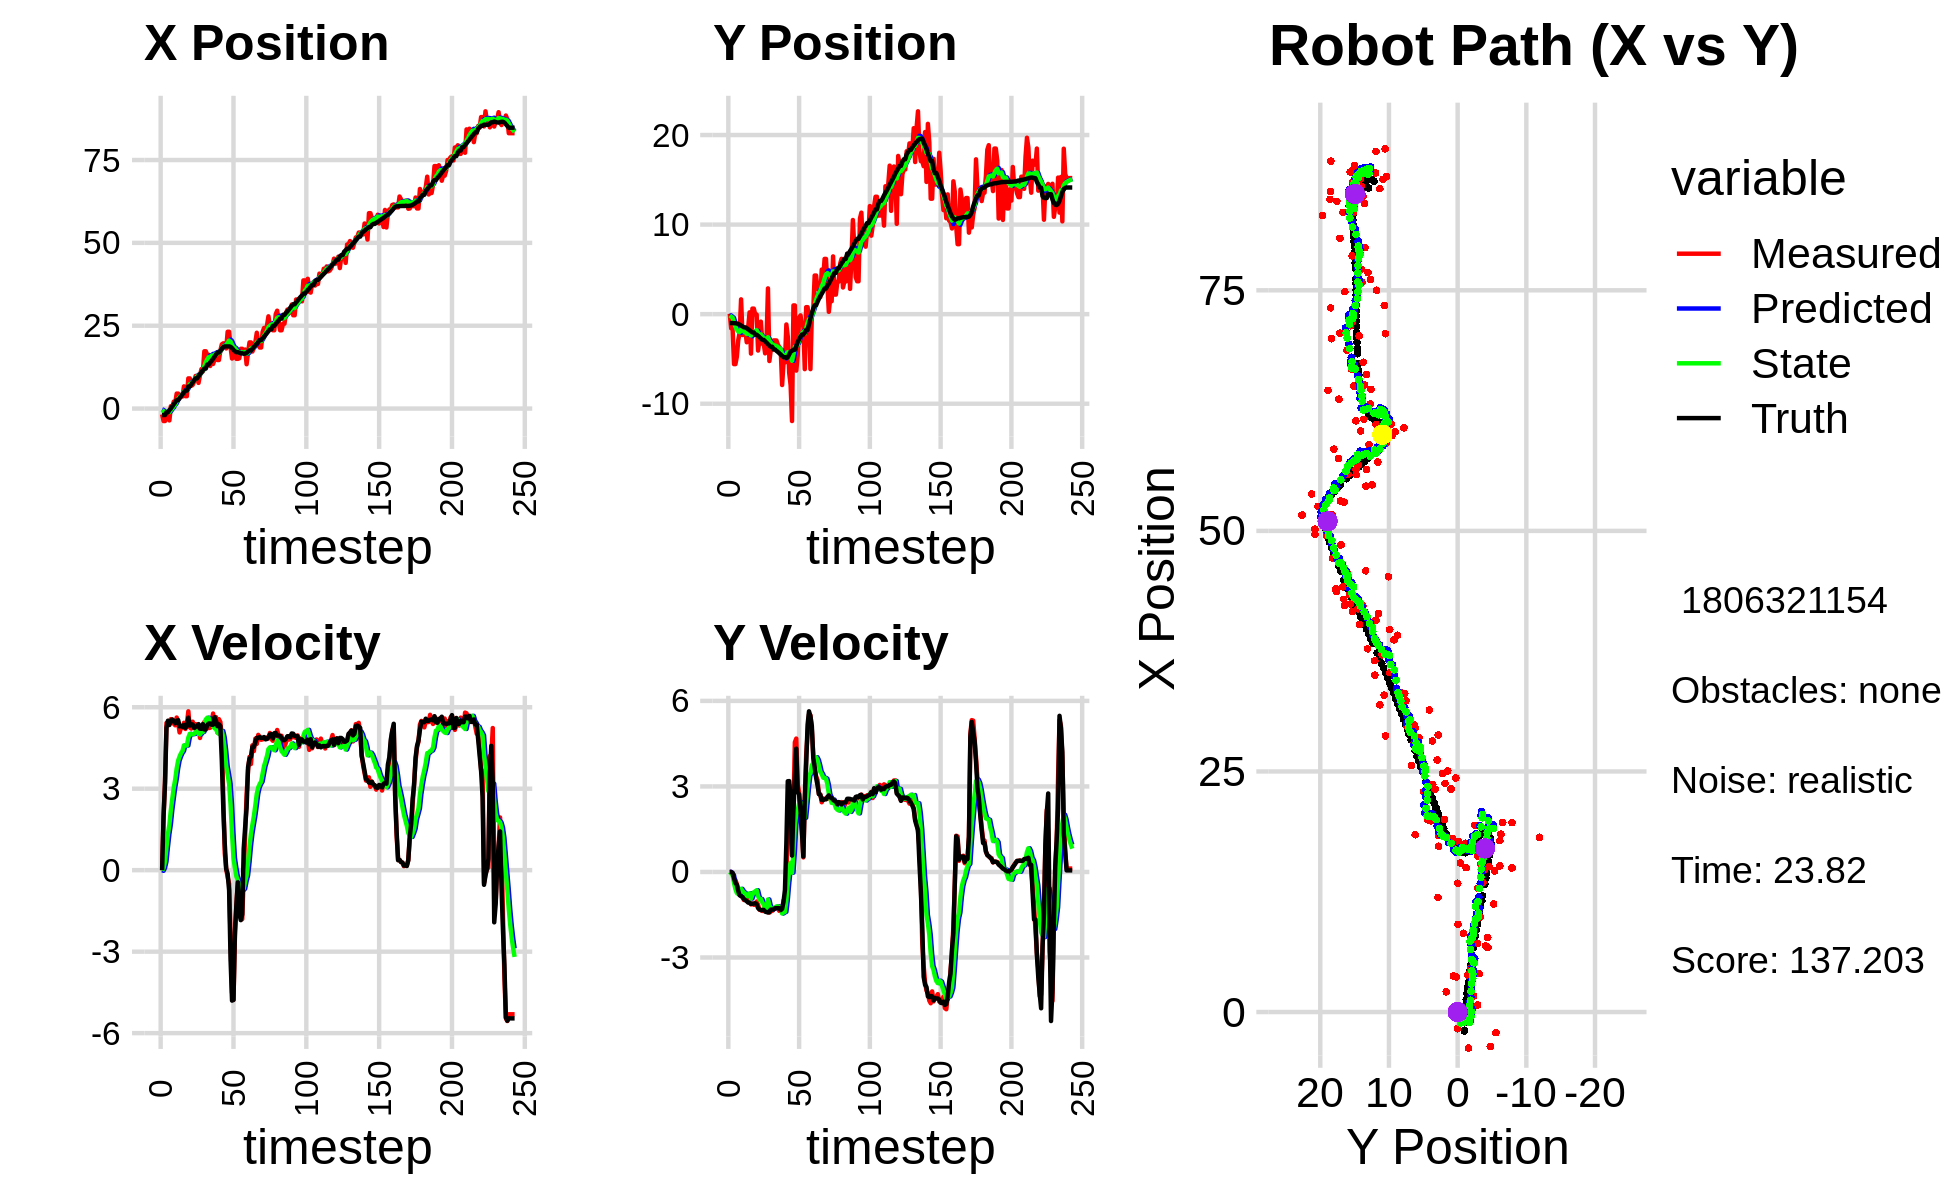 X Position
75
50
25
0
0
50
100
150
200
250
timestep
Y Position
20
10
0
-10
0
50
100
150
200
250
timestep
X Velocity
6
3
0
-3
-6
0
50
100
150
200
250
timestep
Y Velocity
6
3
0
-3
0
50
100
150
200
250
timestep
Robot Path (X vs Y)
X Position
75
50
25
0
20 10 0 -10 -20
Y Position
variable
Measured
Predicted
State
Truth
1806321154
Obstacles: none
Noise: realistic
Time: 23.82
Score: 137.203